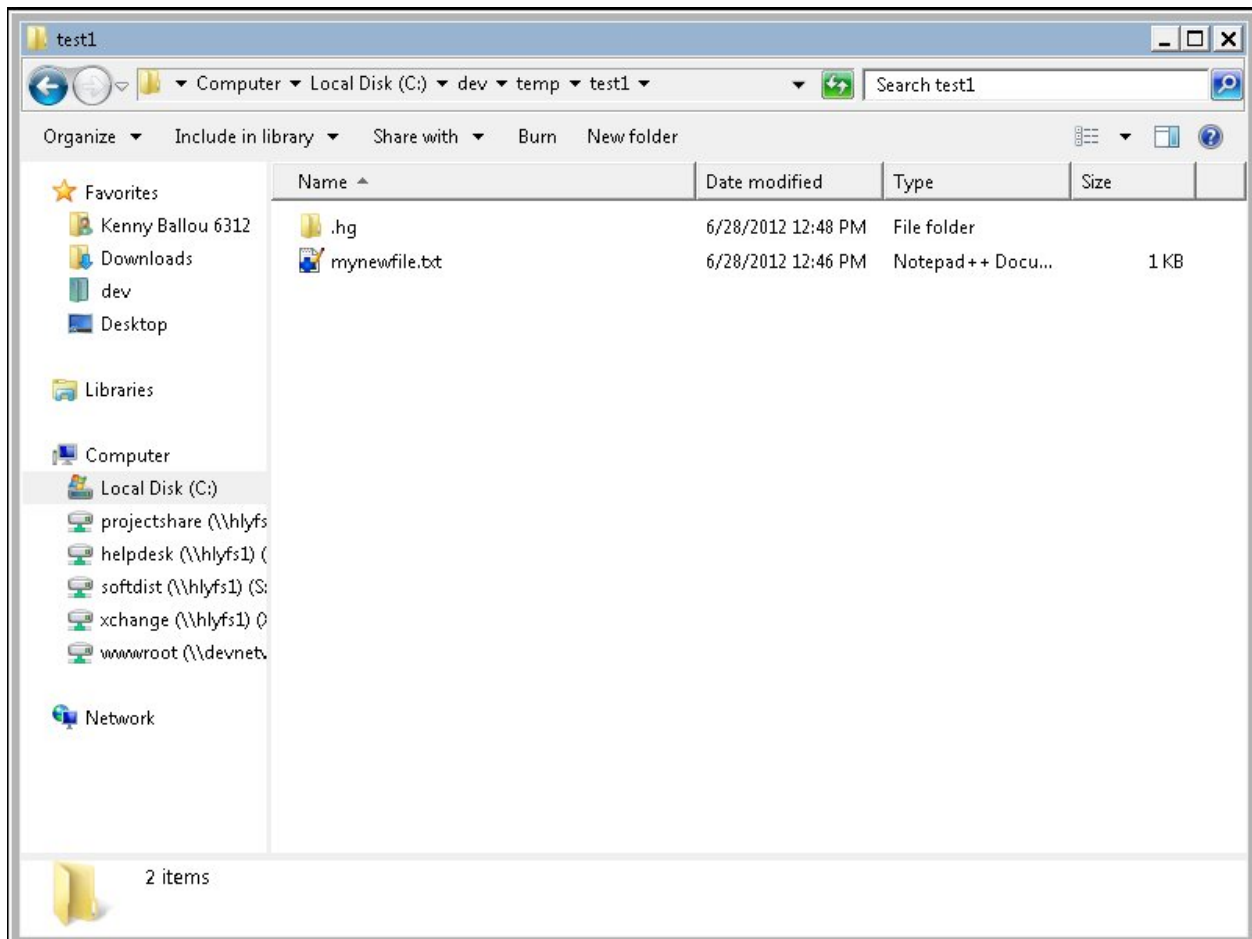 test1
Computer Local Disk (C:) dev temp test1 Search test1
Organize Include in library Share with Burn New folder
Favorites
Kenny Ballou 6312
Downloads
dev
Desktop
Libraries
Computer
Local Disk (C:)
projectshare (\\hlyfs
helpdesk (\\hlyfs1) (
softdist (\\hlyfs1) (S:
xchange (\\hlyfs1) (
wwwroot (\\devnet
Network
Name Date modified Type Size
.hg 6/28/2012 12:48 PM File folder
mynewfile.txt 6/28/2012 12:46 PM Notepad++ Docu... 1 KB
2 items